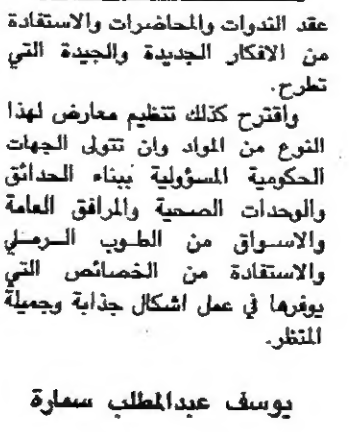 عقد الندوات والمحاضرات والاستفادة
من الافكار الجديدة والجيدة التي
تطرح.
واقترح كذلك تنظيم معارض لهذا
النوع من المواد وان تتولى الجهات
الحكومية المسؤولية ببناء الحدائق
والوحدات الصحية والمرافق العامة
والاسواق من الطوب الرملي
والاستفادة من الخصائص التي
يوفرها في عمل اشكال جذابة وجميلة
المنظر.
يوسف عبدالمطلب سمارة